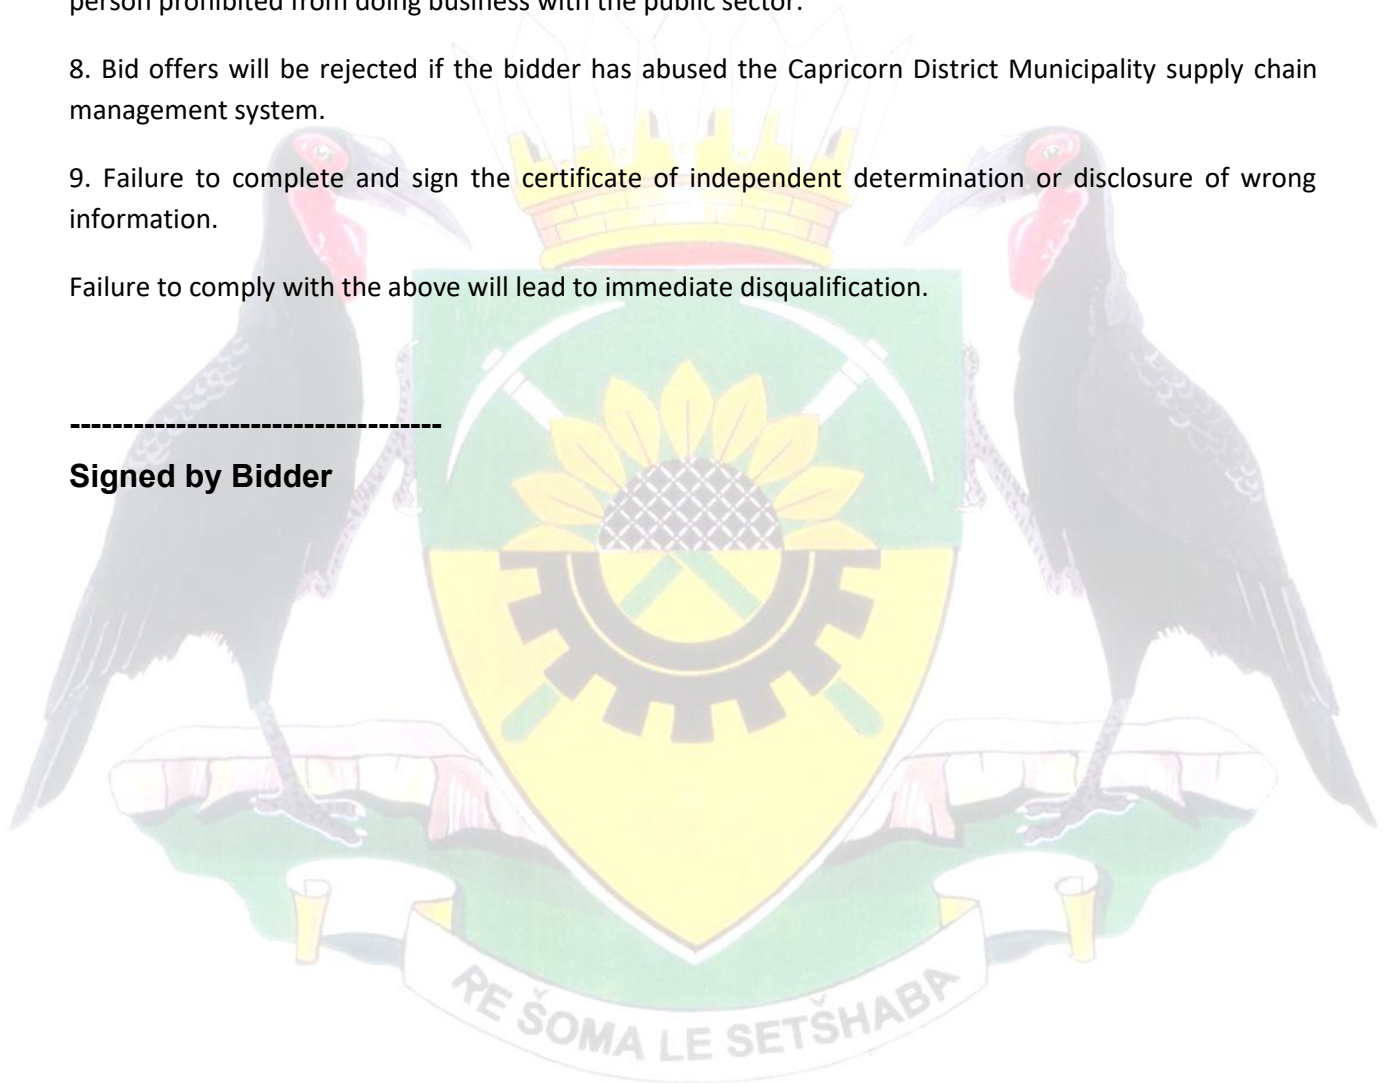 person prohibited from doing business with the public sector.
8. Bid offers will be rejected if the bidder has abused the Capricorn District Municipality supply chain
management system.
9. Failure to complete and sign the certificate of independent determination or disclosure of wrong
information.
Failure to comply with the above will lead to immediate disqualification.
-----------------------------------
Signed by Bidder
RE ŠOMA LE SETŠHABA